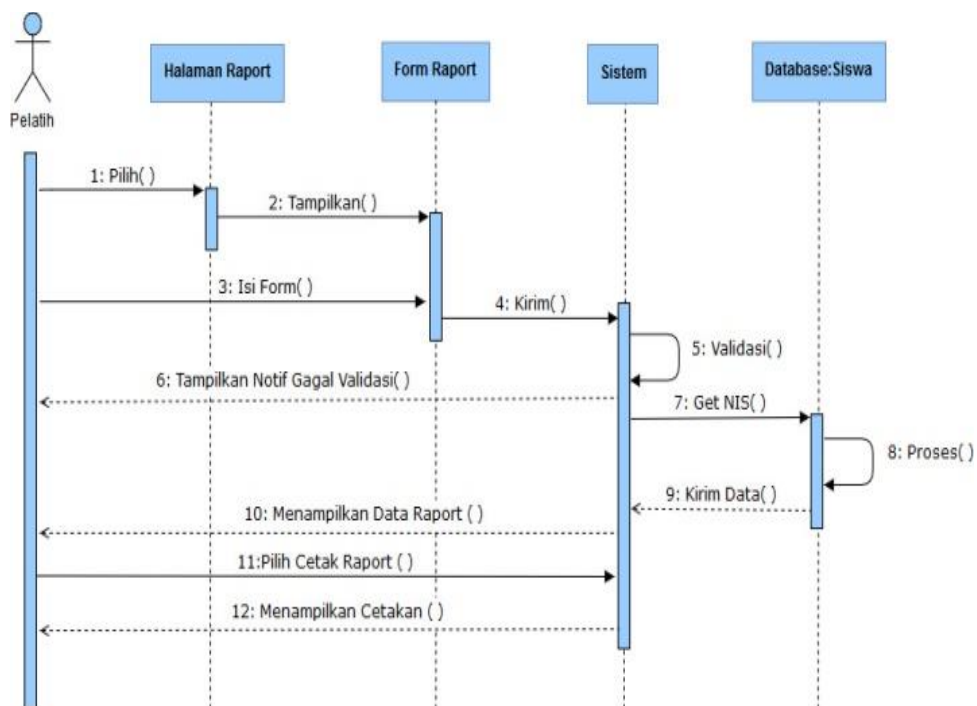 Halaman Raport
Form Raport
Sistem
Database:Siswa
Pelatih
1: Pilih( )
2: Tampilkan( )
3: Isi Form( )
4: Kirim( )
5: Validasi( )
6: Tampilkan Notif Gagal Validasi( )
7: Get NIS( )
8: Proses( )
9: Kirim Data( )
10: Menampilkan Data Raport ( )
11:Pilih Cetak Raport ( )
12: Menampilkan Cetakan ( )